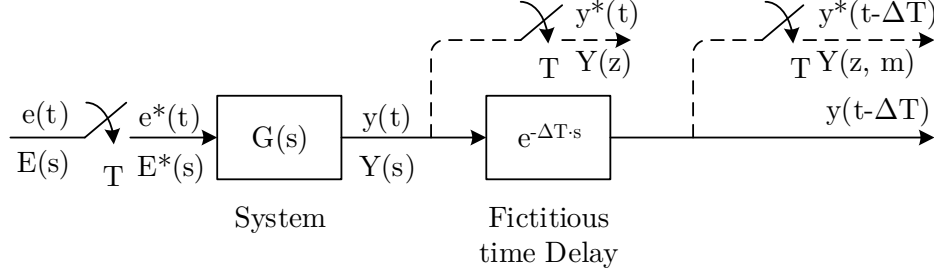 y*(t)
y*(t-ΔT)
T
Y(z)
T
Y(z, m)
e(t)
e*(t)
G(s)
y(t)
e^{-ΔT·s}
y(t-ΔT)
E(s)
T
E*(s)
Y(s)
System
Fictitious
time Delay